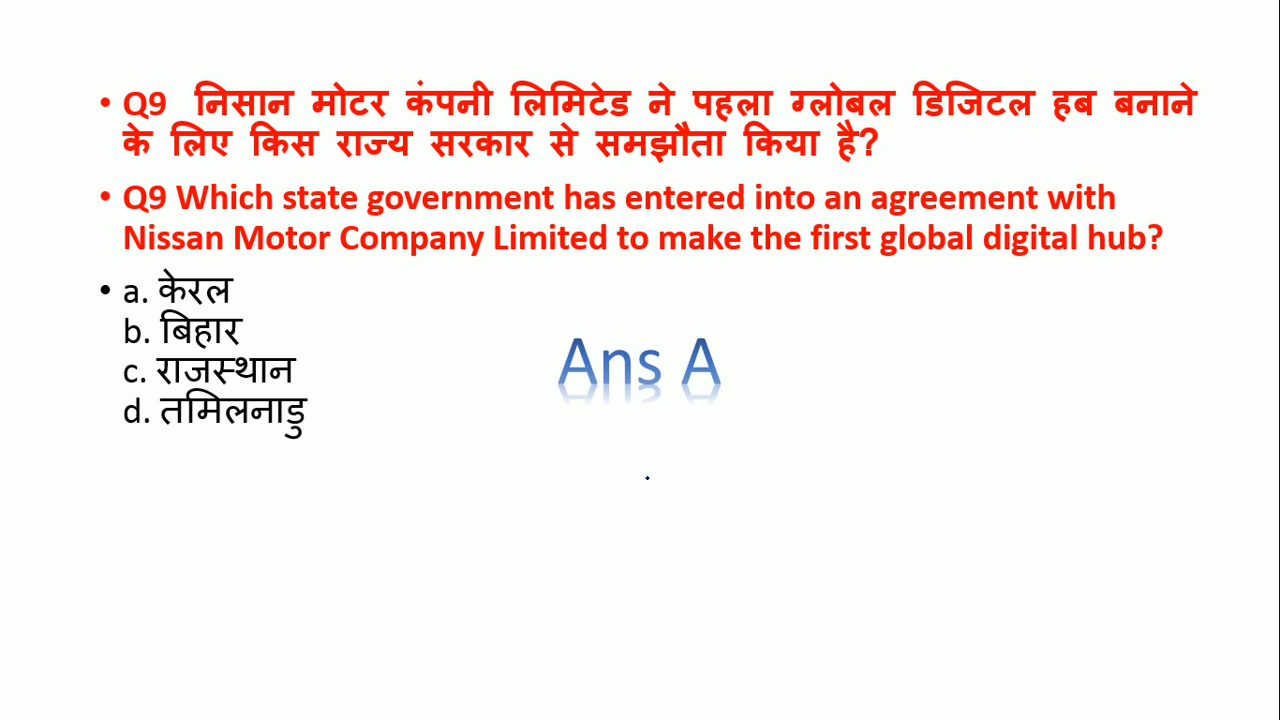 • Q9 निसान मोटर कंपनी लिमिटेड ने पहला ग्लोबल डिजिटल हब बनाने
के लिए किस राज्य सरकार से समझौता किया है?
• Q9 Which state government has entered into an agreement with
Nissan Motor Company Limited to make the first global digital hub?
• a. केरल
b. बिहार
c. राजस्थान
d. तमिलनाडु
Ans A
.